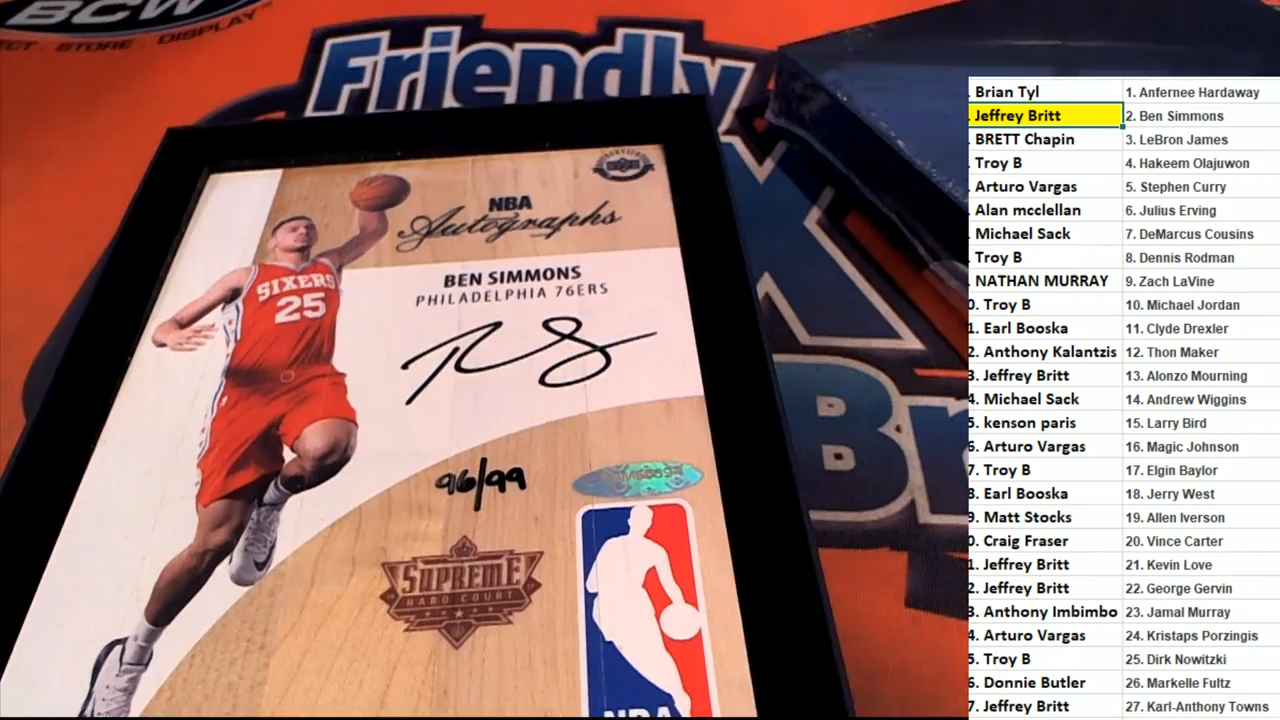 BCW
ECT · STORE · DISPLAY
Friendly
NBA
Autographs
BEN SIMMONS
PHILADELPHIA 76ERS
SIXERS
25
96/99
SUPREME
HARD COURT
NBA
Br
Brian Tyl 1. Anfernee Hardaway
Jeffrey Britt 2. Ben Simmons
BRETT Chapin 3. LeBron James
Troy B 4. Hakeem Olajuwon
Arturo Vargas 5. Stephen Curry
Alan mcclellan 6. Julius Erving
Michael Sack 7. DeMarcus Cousins
Troy B 8. Dennis Rodman
NATHAN MURRAY 9. Zach LaVine
0. Troy B 10. Michael Jordan
1. Earl Booska 11. Clyde Drexler
2. Anthony Kalantzis 12. Thon Maker
3. Jeffrey Britt 13. Alonzo Mourning
4. Michael Sack 14. Andrew Wiggins
5. kenson paris 15. Larry Bird
6. Arturo Vargas 16. Magic Johnson
7. Troy B 17. Elgin Baylor
8. Earl Booska 18. Jerry West
9. Matt Stocks 19. Allen Iverson
0. Craig Fraser 20. Vince Carter
1. Jeffrey Britt 21. Kevin Love
2. Jeffrey Britt 22. George Gervin
3. Anthony Imbimbo 23. Jamal Murray
4. Arturo Vargas 24. Kristaps Porzingis
5. Troy B 25. Dirk Nowitzki
6. Donnie Butler 26. Markelle Fultz
7. Jeffrey Britt 27. Karl-Anthony Towns